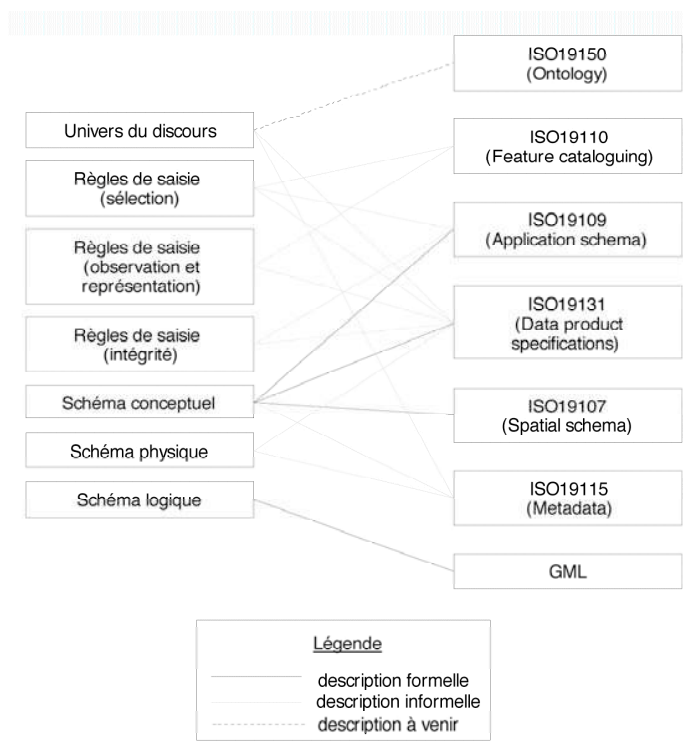 ISO19150
(Ontology)
Univers du discours
ISO19110
(Feature cataloguing)
Règles de saisie
(sélection)
ISO19109
(Application schema)
Règles de saisie
(observation et
représentation)
ISO19131
(Data product
specifications)
Règles de saisie
(intégrité)
Schéma conceptuel
ISO19107
(Spatial schema)
Schéma physique
ISO19115
(Metadata)
Schéma logique
GML
Légende
description formelle
description informelle
description à venir